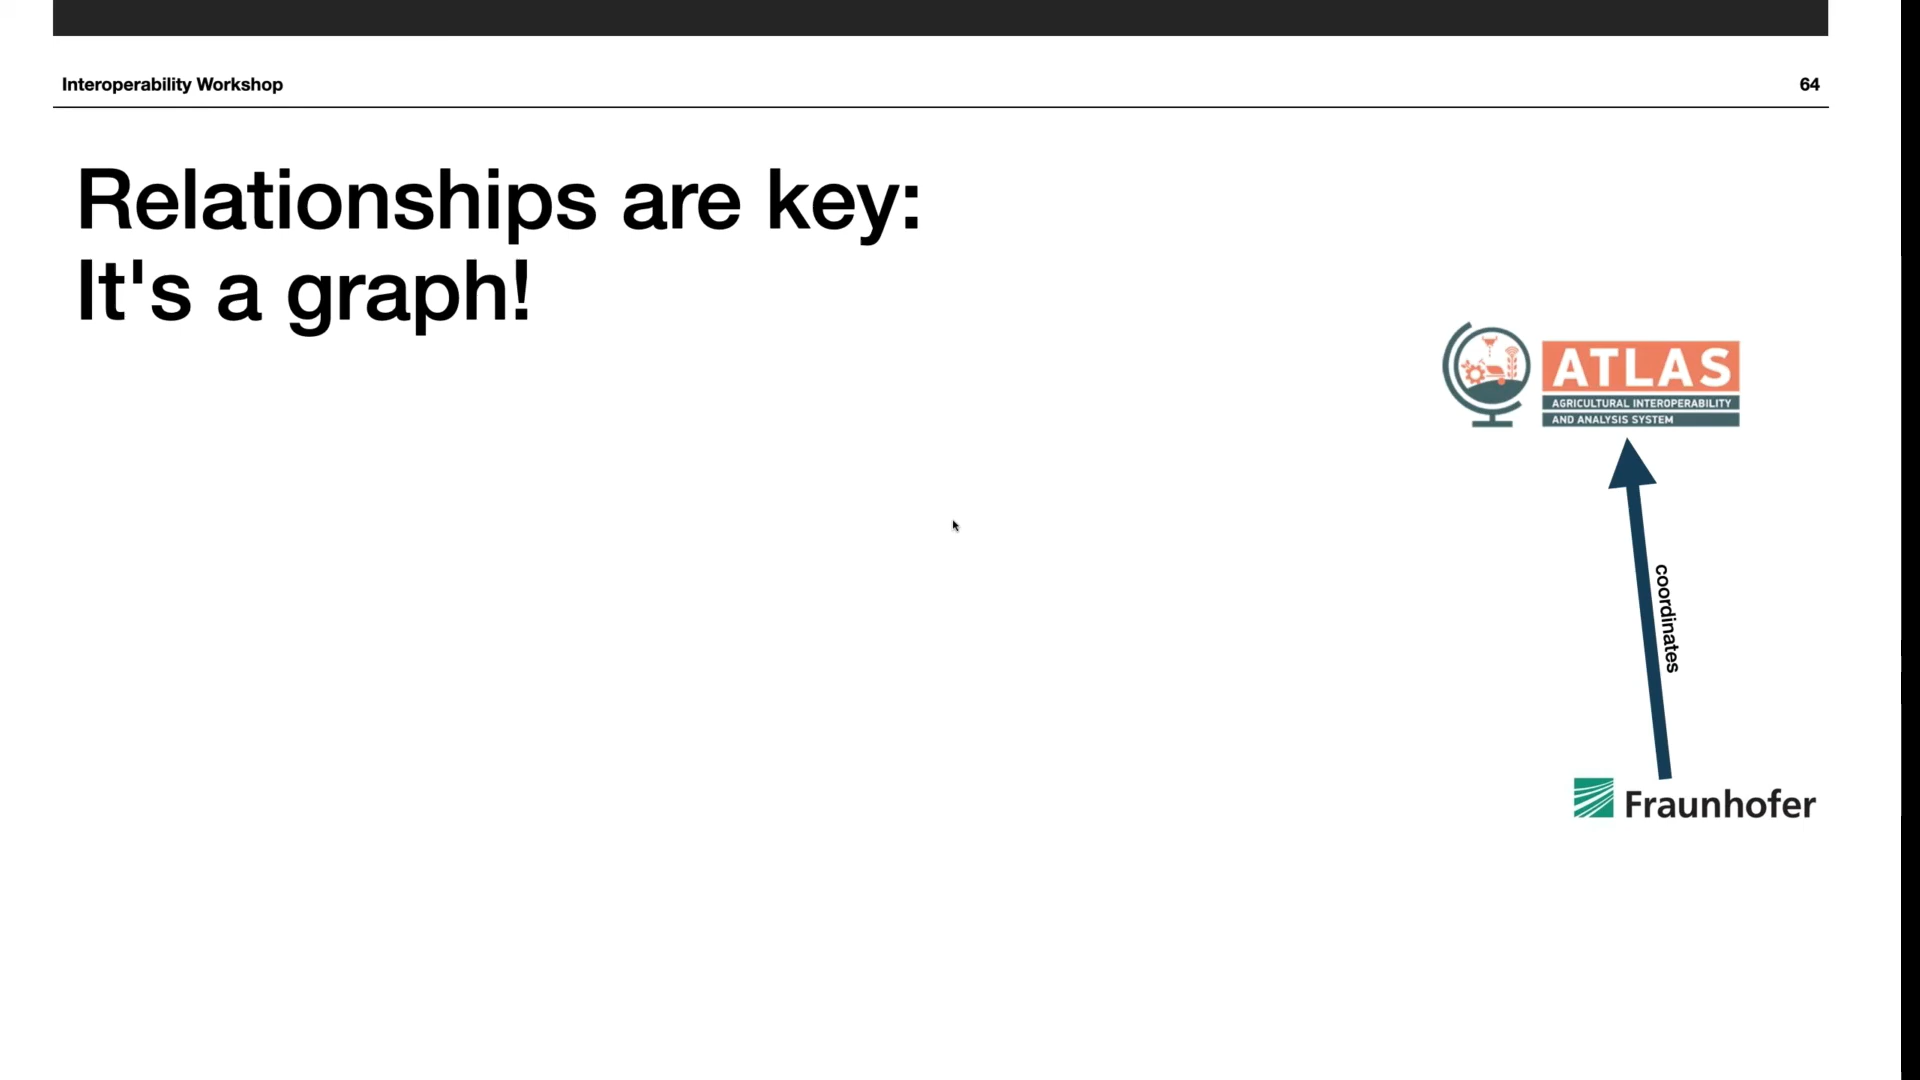 Interoperability Workshop
64
Relationships are key:
It's a graph!
ATLAS
AGRICULTURAL INTEROPERABILITY
AND ANALYSIS SYSTEM
coordinates
Fraunhofer